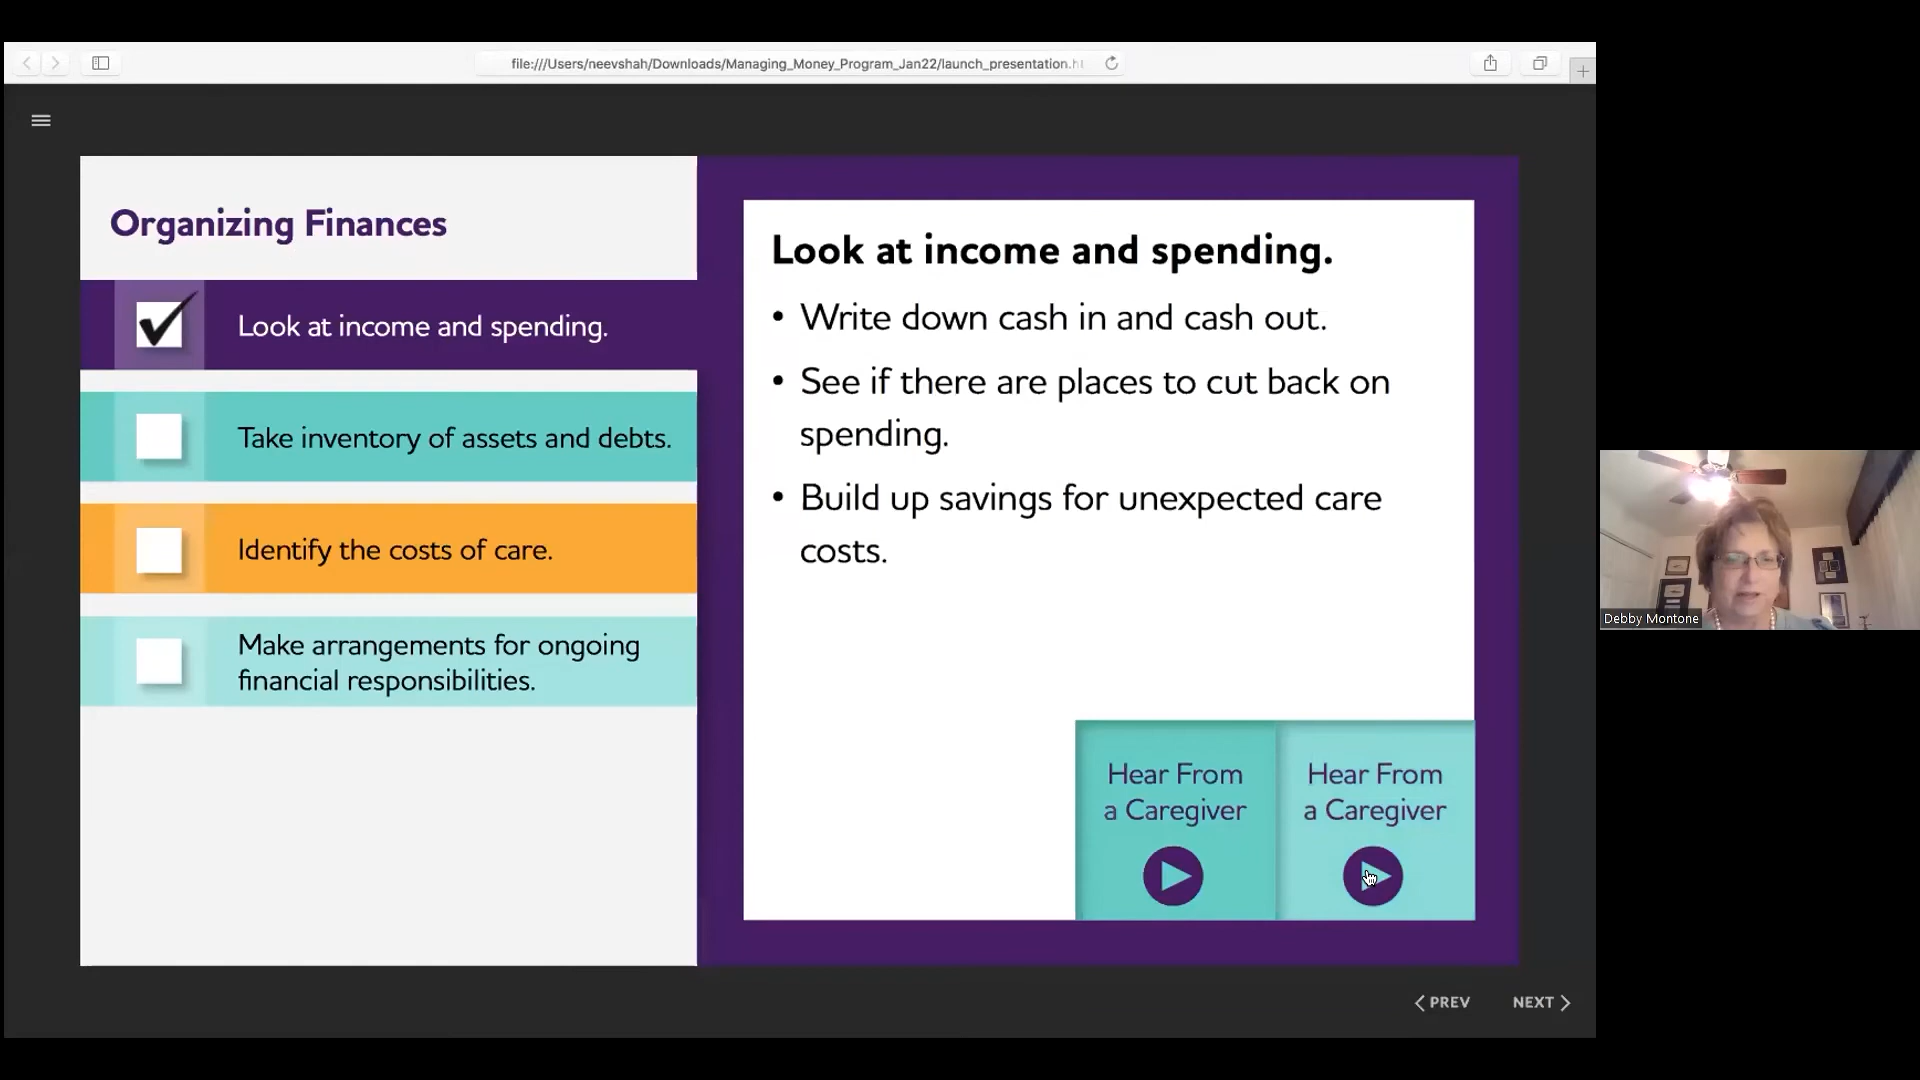 file:///Users/neevshah/Downloads/Managing_Money_Program_Jan22/launch_presentation.h
Organizing Finances
Look at income and spending.
Take inventory of assets and debts.
Identify the costs of care.
Make arrangements for ongoing
financial responsibilities.
Look at income and spending.
• Write down cash in and cash out.
• See if there are places to cut back on
spending.
• Build up savings for unexpected care
costs.
Hear From
a Caregiver
Hear From
a Caregiver
Debby Montone
PREV
NEXT